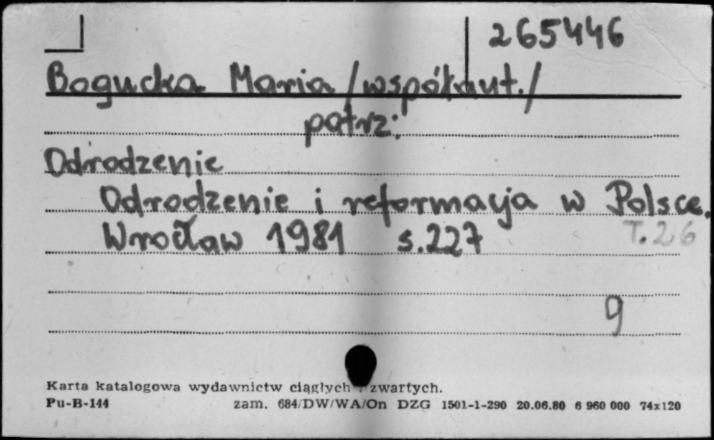 265446
Bogucka Maria /współaut./
patrz:
Odrodzenie
Odrodzenie i reformacja w Polsce.
Wrocław 1981 s.227 T.26
9
Karta katalogowa wydawnictw ciągłych i zwartych.
Pu-B-144 zam. 684/DW/WA/On DZG 1501-1-290 20.06.80 6 960 000 74x120